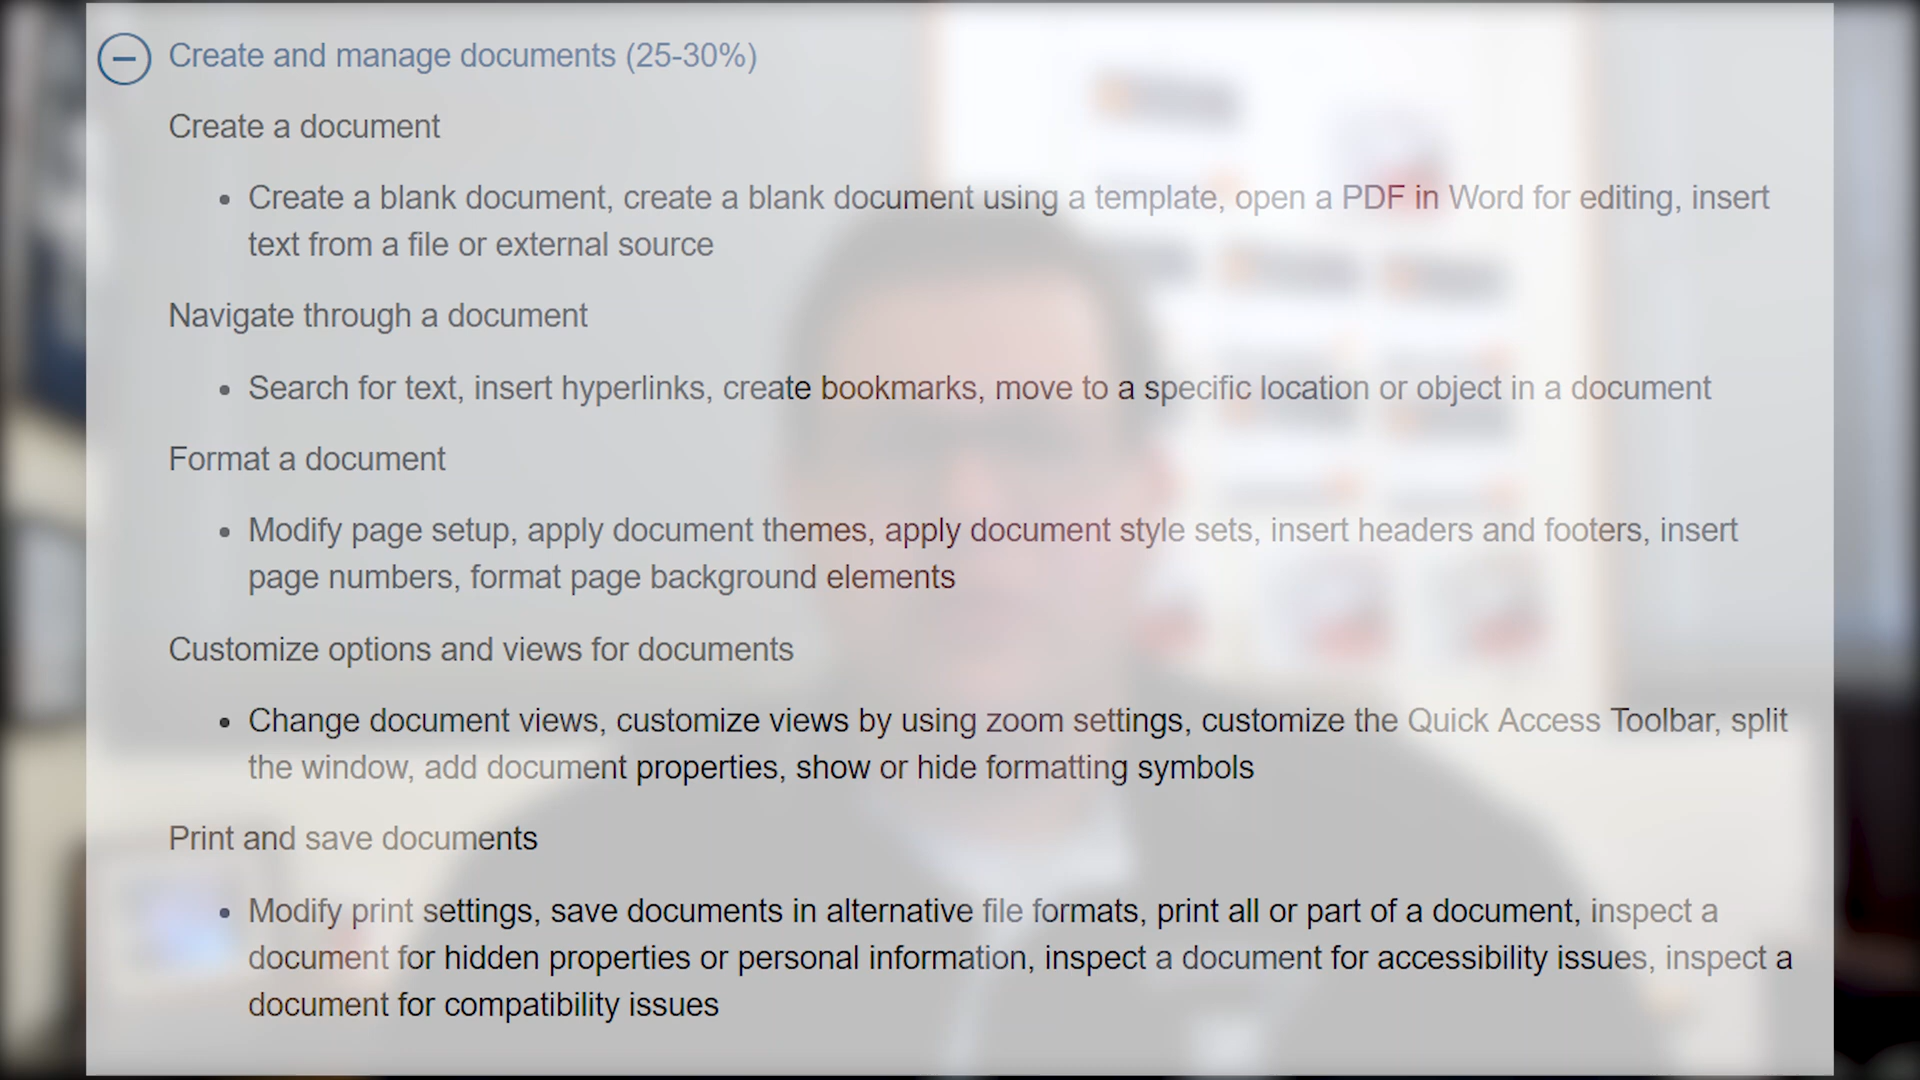 Create and manage documents (25-30%)
Create a document
• Create a blank document, create a blank document using a template, open a PDF in Word for editing, insert
text from a file or external source
Navigate through a document
• Search for text, insert hyperlinks, create bookmarks, move to a specific location or object in a document
Format a document
• Modify page setup, apply document themes, apply document style sets, insert headers and footers, insert
page numbers, format page background elements
Customize options and views for documents
• Change document views, customize views by using zoom settings, customize the Quick Access Toolbar, split
the window, add document properties, show or hide formatting symbols
Print and save documents
• Modify print settings, save documents in alternative file formats, print all or part of a document, inspect a
document for hidden properties or personal information, inspect a document for accessibility issues, inspect a
document for compatibility issues